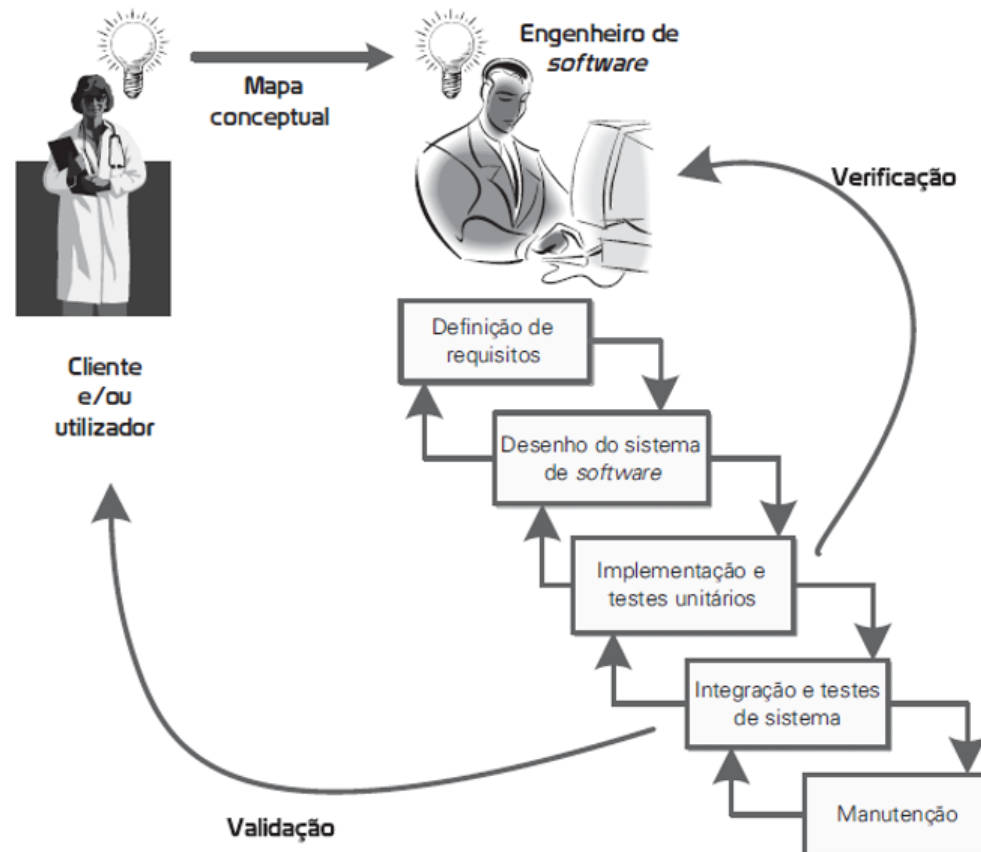 Engenheiro de
software
Mapa
conceptual
Verificação
Cliente
e/ou
utilizador
Definição de
requisitos
Desenho do sistema
de software
Implementação e
testes unitários
Integração e testes
de sistema
Manutenção
Validação